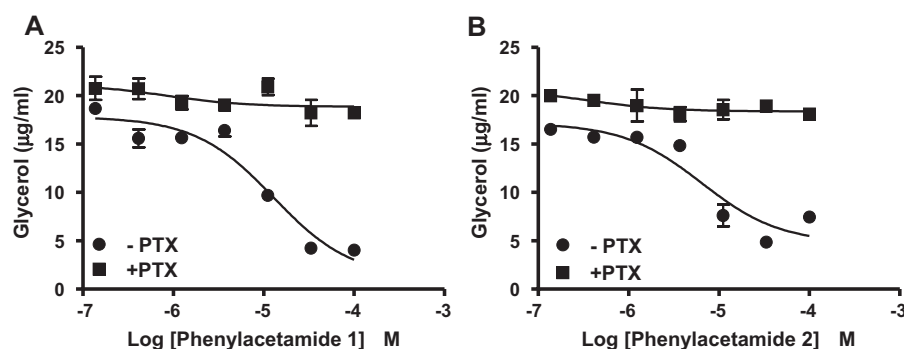 A
Glycerol (µg/ml)
25
20
15
10
5
0
- PTX
+PTX
-7 -6 -5 -4 -3
Log [Phenylacetamide 1] M
B
Glycerol (µg/ml)
25
20
15
10
5
0
- PTX
+PTX
-7 -6 -5 -4 -3
Log [Phenylacetamide 2] M